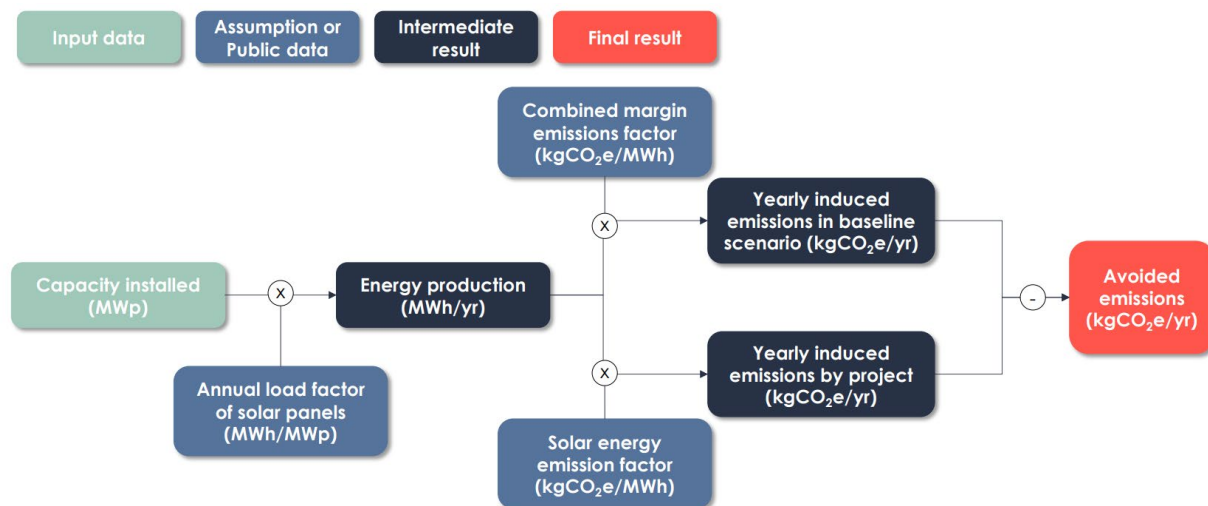 Input data
Assumption or
Public data
Intermediate
result
Final result
Combined margin
emissions factor
(kgCO₂e/MWh)
X
Yearly induced
emissions in baseline
scenario (kgCO₂e/yr)
Capacity installed
(MWp)
X
Energy production
(MWh/yr)
-
Avoided
emissions
(kgCO₂e/yr)
Annual load factor
of solar panels
(MWh/MWp)
X
Yearly induced
emissions by project
(kgCO₂e/yr)
Solar energy
emission factor
(kgCO₂e/MWh)